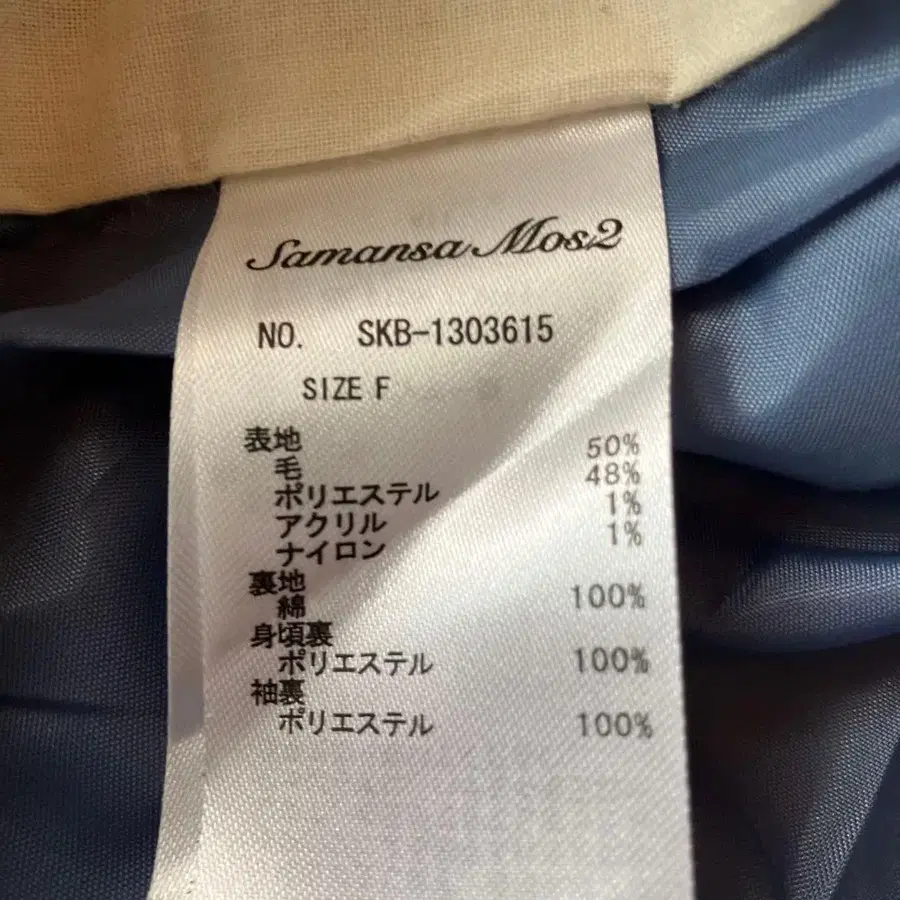 Samansa Mos2
NO. SKB-1303615
SIZE F
表地
毛 50%
ポリエステル 48%
アクリル 1%
ナイロン 1%
裏地
綿 100%
身頃裏
ポリエステル 100%
袖裏
ポリエステル 100%